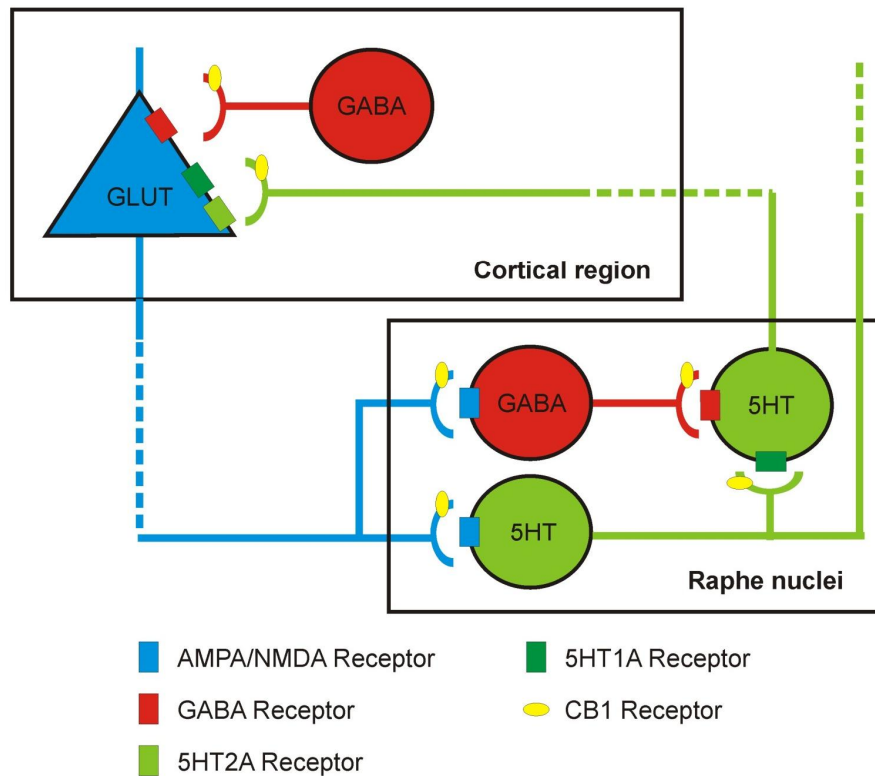 GABA
GLUT
Cortical region
GABA
5HT
5HT
Raphe nuclei
AMPA/NMDA Receptor
5HT1A Receptor
GABA Receptor
CB1 Receptor
5HT2A Receptor